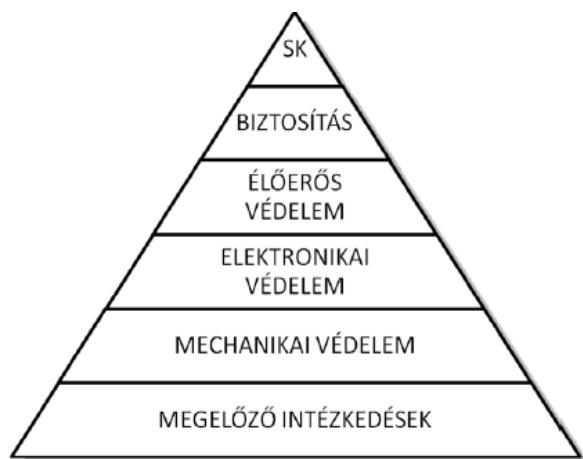 SK
BIZTOSÍTÁS
ÉLŐERŐS
VÉDELEM
ELEKTRONIKAI
VÉDELEM
MECHANIKAI VÉDELEM
MEGELŐZŐ INTÉZKEDÉSEK